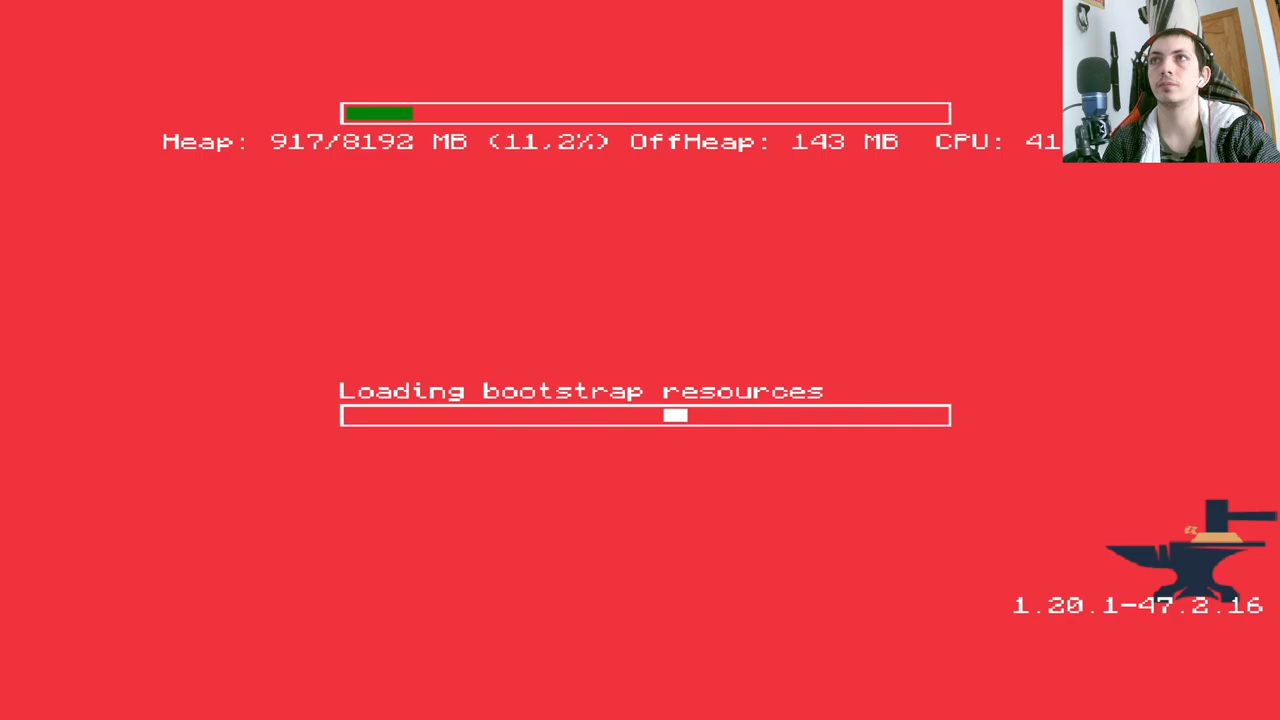 Heap: 917/8192 MB (11,2%) OffHeap: 143 MB CPU: 41
Loading bootstrap resources
1.20.1-47.2.16